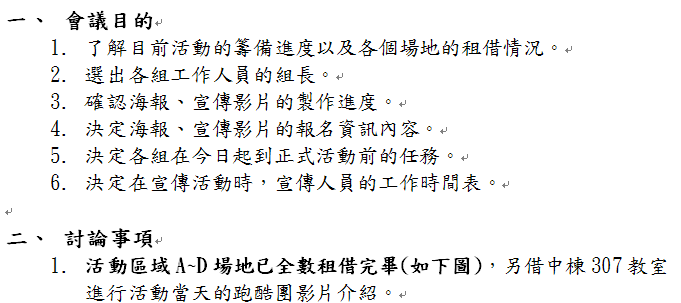 一、 會議目的
1. 了解目前活動的籌備進度以及各個場地的租借情況。
2. 選出各組工作人員的組長。
3. 確認海報、宣傳影片的製作進度。
4. 決定海報、宣傳影片的報名資訊內容。
5. 決定各組在今日起到正式活動前的任務。
6. 決定在宣傳活動時，宣傳人員的工作時間表。
二、 討論事項
1. 活動區域 A~D 場地已全數租借完畢(如下圖)，另借中棟 307 教室
進行活動當天的跑酷團影片介紹。